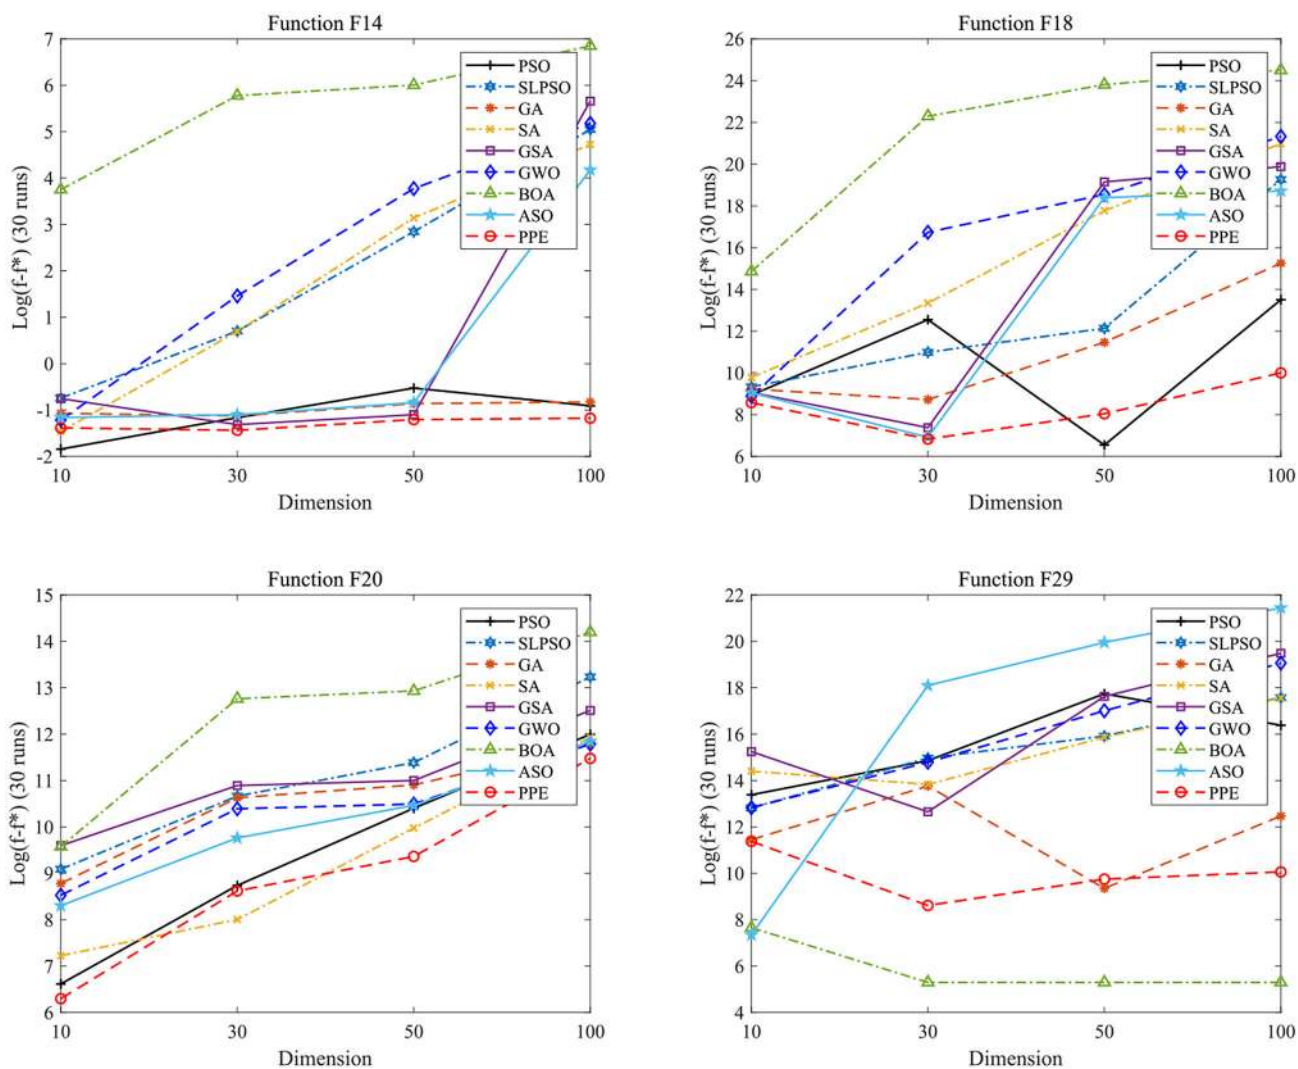 Function F14
Log(f-f*) (30 runs)
7
6
5
4
3
2
1
0
-1
-2
10
30
50
100
Dimension
PSO
SLPSO
GA
SA
GSA
GWO
BOA
ASO
PPE
Function F18
Log(f-f*) (30 runs)
26
24
22
20
18
16
14
12
10
8
6
10
30
50
100
Dimension
PSO
SLPSO
GA
SA
GSA
GWO
BOA
ASO
PPE
Function F20
Log(f-f*) (30 runs)
15
14
13
12
11
10
9
8
7
6
10
30
50
100
Dimension
PSO
SLPSO
GA
SA
GSA
GWO
BOA
ASO
PPE
Function F29
Log(f-f*) (30 runs)
22
20
18
16
14
12
10
8
6
4
10
30
50
100
Dimension
PSO
SLPSO
GA
SA
GSA
GWO
BOA
ASO
PPE